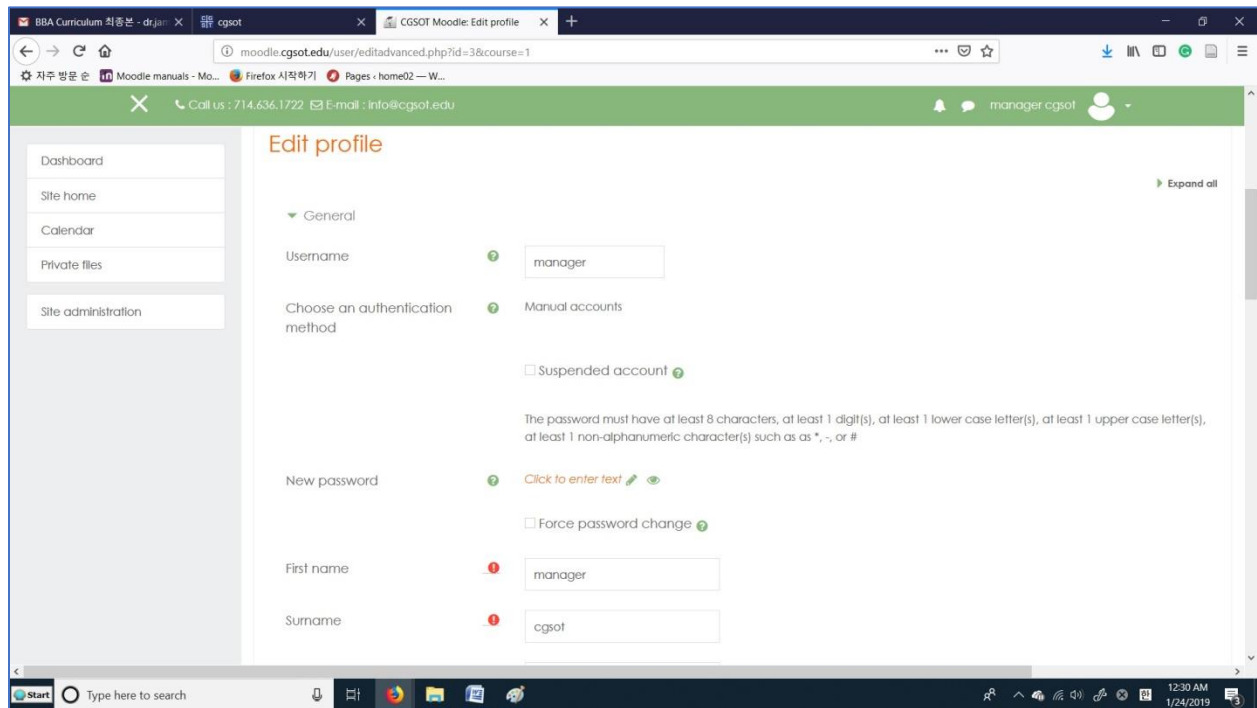 BBA Curriculum 최종본 - dr.jam
cgsot
CGSOT Moodle: Edit profile
moodle.cgsot.edu/user/editadvanced.php?id=3&course=1
자주 방문 순
Moodle manuals - Mo...
Firefox 시작하기
Pages ‹ home02 — W...
Call us : 714.636.1722 E-mail : info@cgsot.edu
manager cgsot
Dashboard
Site home
Calendar
Private files
Site administration
Edit profile
Expand all
General
Username
manager
Choose an authentication
method
Manual accounts
Suspended account
The password must have at least 8 characters, at least 1 digit(s), at least 1 lower case letter(s), at least 1 upper case letter(s),
at least 1 non-alphanumeric character(s) such as as *, -, or #
New password
Click to enter text
Force password change
First name
manager
Surname
cgsot
Start
Type here to search
한
12:30 AM
1/24/2019
3